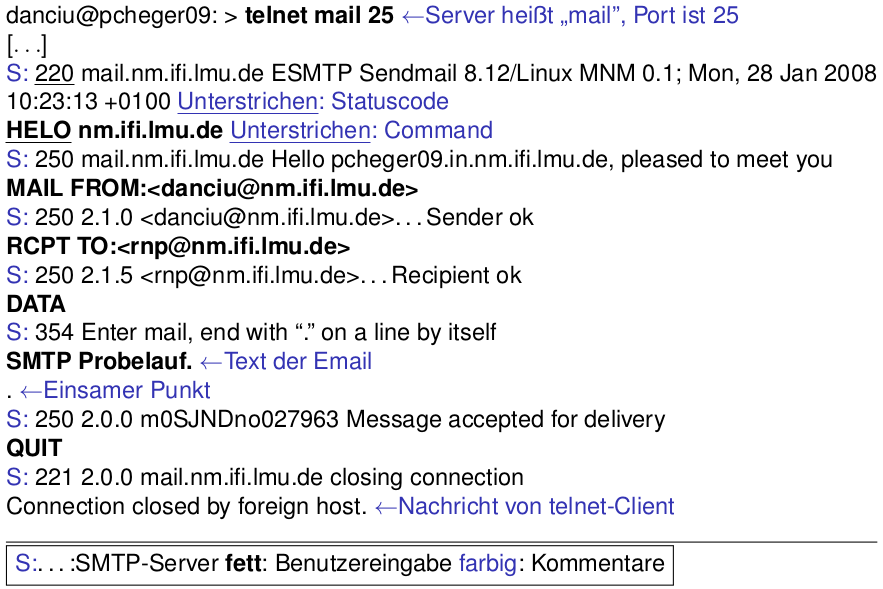 danciu@pcheger09: > telnet mail 25 ←Server heißt „mail”, Port ist 25
[...]
S: 220 mail.nm.ifi.lmu.de ESMTP Sendmail 8.12/Linux MNM 0.1; Mon, 28 Jan 2008
10:23:13 +0100 Unterstrichen: Statuscode
HELO nm.ifi.lmu.de Unterstrichen: Command
S: 250 mail.nm.ifi.lmu.de Hello pcheger09.in.nm.ifi.lmu.de, pleased to meet you
MAIL FROM:<danciu@nm.ifi.lmu.de>
S: 250 2.1.0 <danciu@nm.ifi.lmu.de>...Sender ok
RCPT TO:<rnp@nm.ifi.lmu.de>
S: 250 2.1.5 <rnp@nm.ifi.lmu.de>...Recipient ok
DATA
S: 354 Enter mail, end with “.” on a line by itself
SMTP Probelauf. ←Text der Email
. ←Einsamer Punkt
S: 250 2.0.0 m0SJNDno027963 Message accepted for delivery
QUIT
S: 221 2.0.0 mail.nm.ifi.lmu.de closing connection
Connection closed by foreign host. ←Nachricht von telnet-Client
S:...:SMTP-Server fett: Benutzereingabe farbig: Kommentare